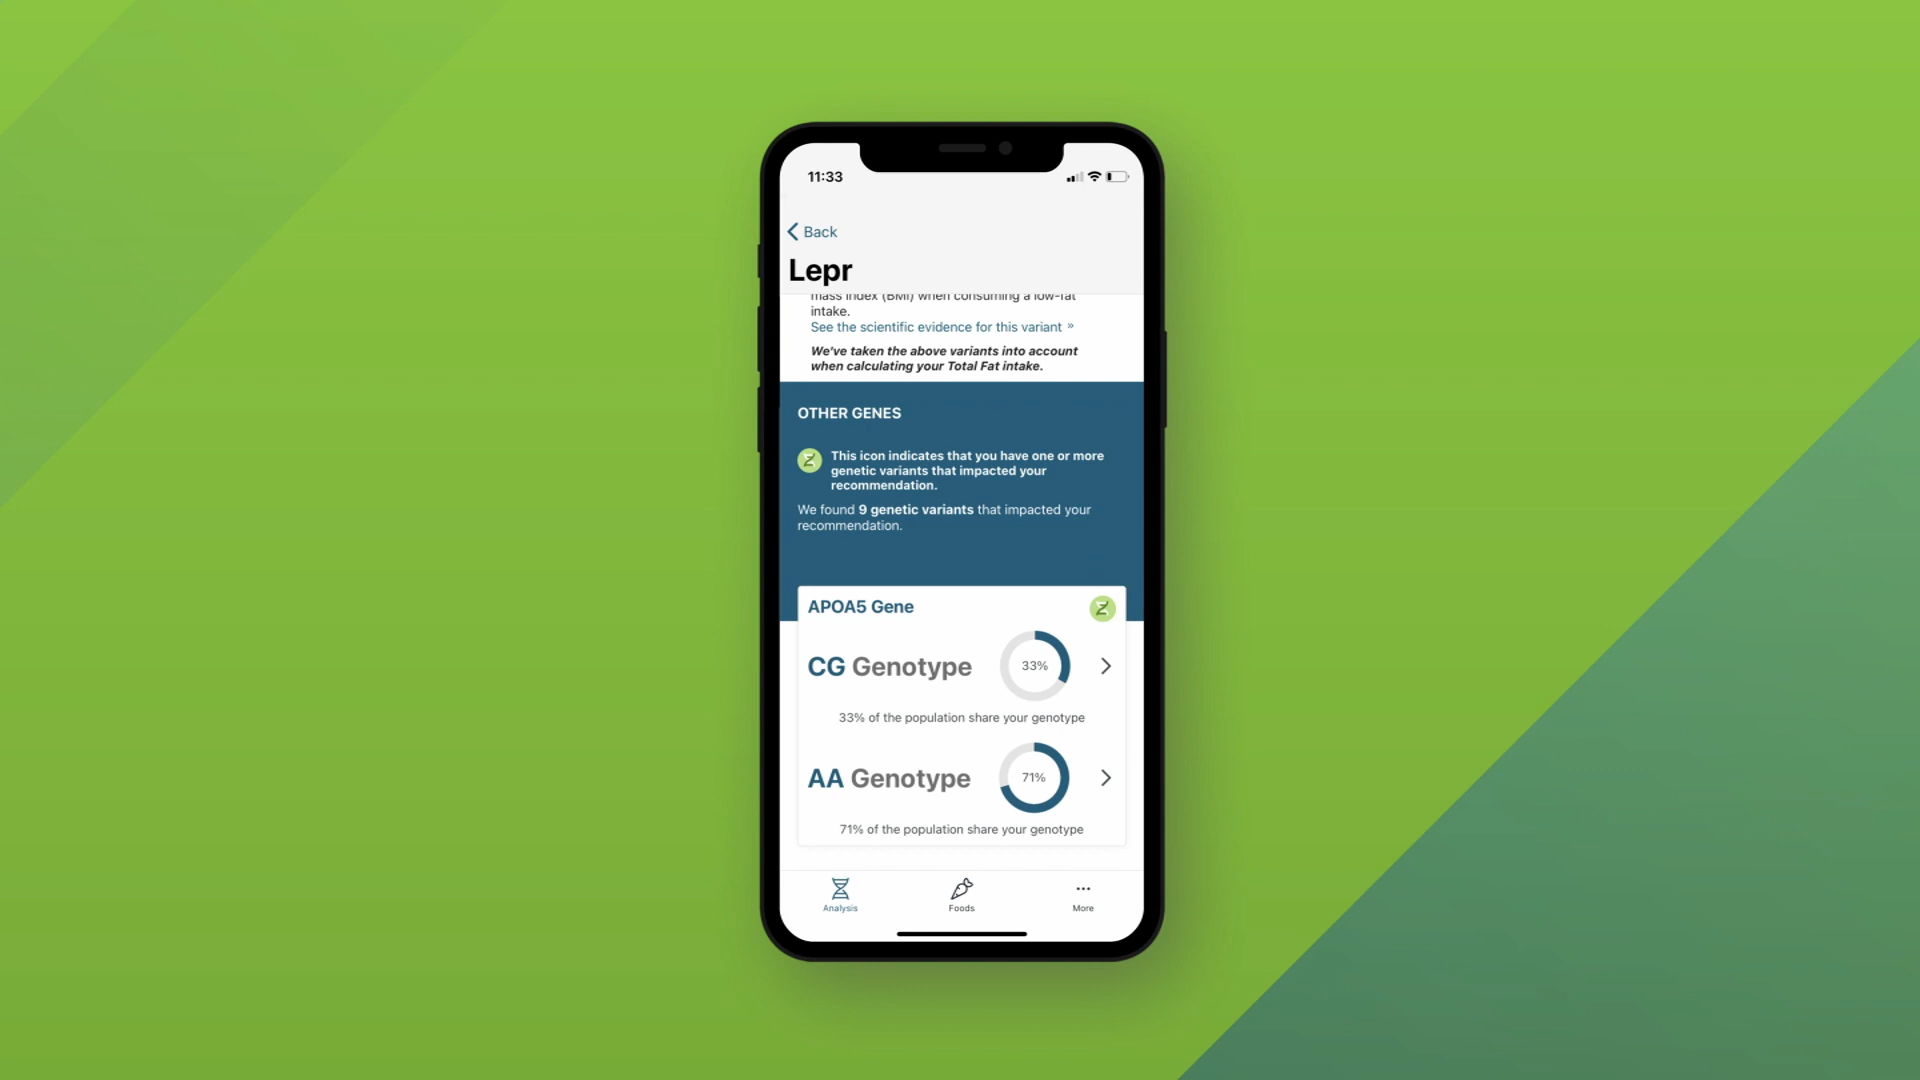 11:33
Back
Lepr
mass index (BMI) when consuming a low-fat
intake.
See the scientific evidence for this variant »
We've taken the above variants into account
when calculating your Total Fat intake.
OTHER GENES
This icon indicates that you have one or more
genetic variants that impacted your
recommendation.
We found 9 genetic variants that impacted your
recommendation.
APOA5 Gene
CG Genotype
33%
33% of the population share your genotype
AA Genotype
71%
71% of the population share your genotype
Analysis
Foods
More